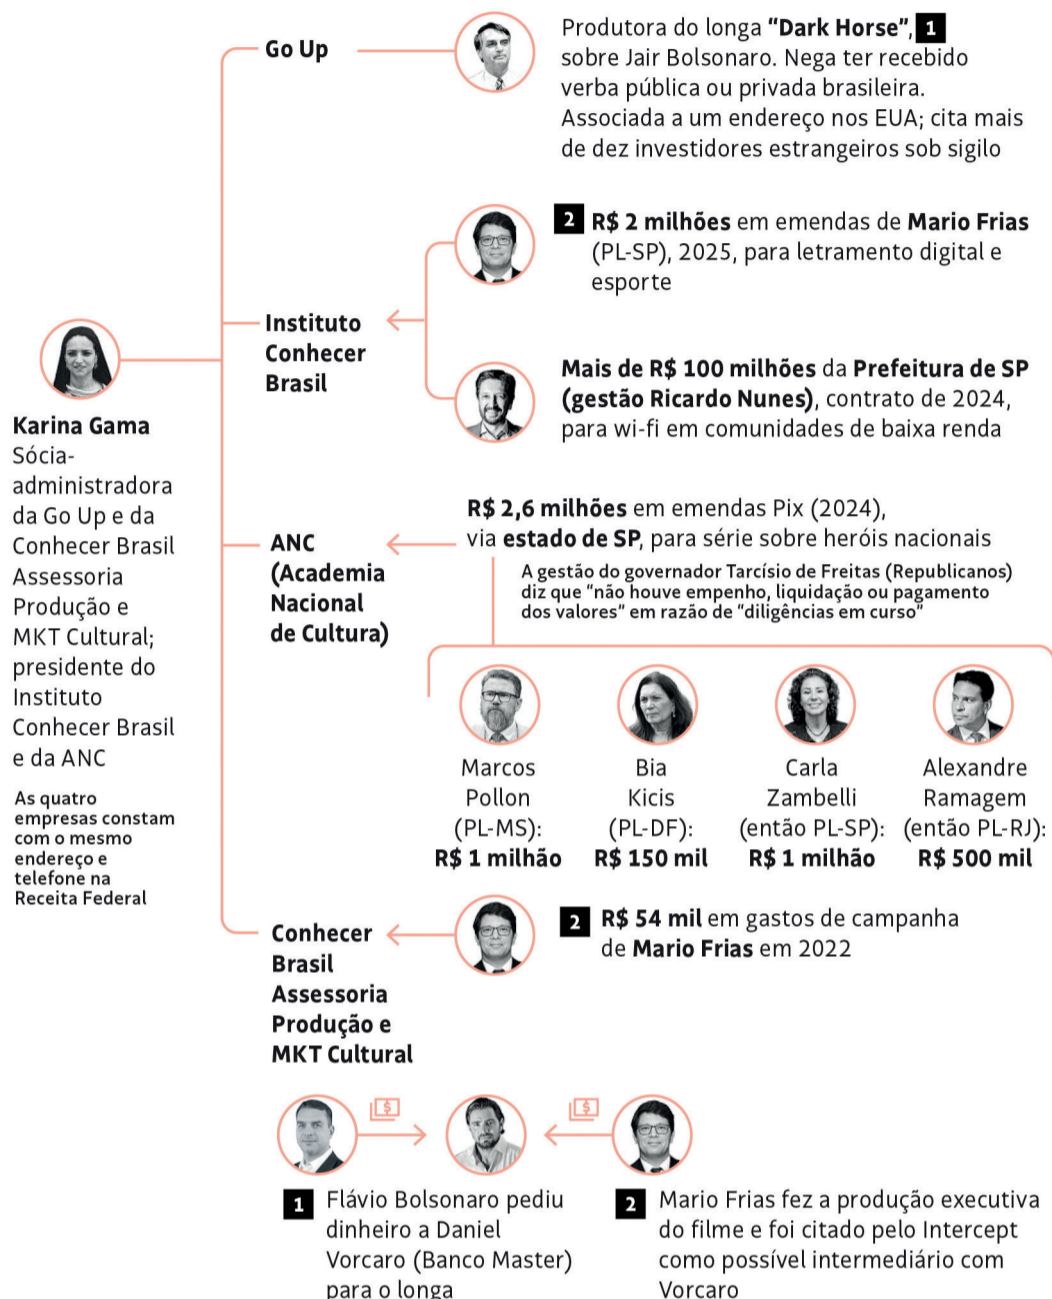 Go Up
Produtora do longa "Dark Horse", 1
sobre Jair Bolsonaro. Nega ter recebido
verba pública ou privada brasileira.
Associada a um endereço nos EUA; cita mais
de dez investidores estrangeiros sob sigilo
2 R$ 2 milhões em emendas de Mario Frias
(PL-SP), 2025, para letramento digital e
esporte
Instituto
Conhecer
Brasil
Mais de R$ 100 milhões da Prefeitura de SP
(gestão Ricardo Nunes), contrato de 2024,
para wi-fi em comunidades de baixa renda
Karina Gama
Sócia-
administradora
da Go Up e da
Conhecer Brasil
Assessoria
Produção e
MKT Cultural;
presidente do
Instituto
Conhecer Brasil
e da ANC
As quatro
empresas constam
com o mesmo
endereço e
telefone na
Receita Federal
ANC
(Academia
Nacional
de Cultura)
R$ 2,6 milhões em emendas Pix (2024),
via estado de SP, para série sobre heróis nacionais
A gestão do governador Tarcísio de Freitas (Republicanos)
diz que "não houve empenho, liquidação ou pagamento
dos valores" em razão de "diligências em curso"
Marcos
Pollon
(PL-MS):
R$ 1 milhão
Bia
Kicis
(PL-DF):
R$ 150 mil
Carla
Zambelli
(então PL-SP):
R$ 1 milhão
Alexandre
Ramagem
(então PL-RJ):
R$ 500 mil
Conhecer
Brasil
Assessoria
Produção e
MKT Cultural
2 R$ 54 mil em gastos de campanha
de Mario Frias em 2022
$
$
1 Flávio Bolsonaro pediu
dinheiro a Daniel
Vorcaro (Banco Master)
para o longa
2 Mario Frias fez a produção executiva
do filme e foi citado pelo Intercept
como possível intermediário com
Vorcaro